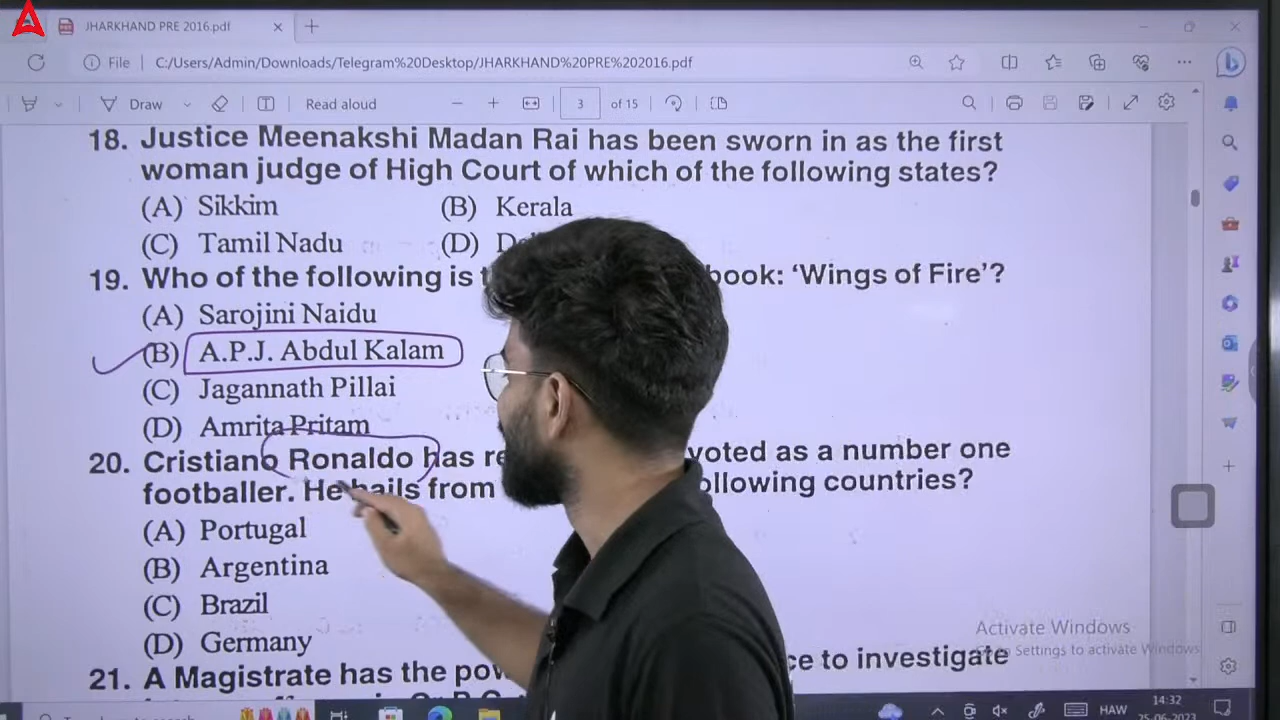 JHARKHAND PRE 2016.pdf
File C:/Users/Admin/Downloads/Telegram%20Desktop/JHARKHAND%20PRE%202016.pdf
Draw Read aloud 3 of 15
18. Justice Meenakshi Madan Rai has been sworn in as the first
woman judge of High Court of which of the following states?
(A) Sikkim (B) Kerala
(C) Tamil Nadu (D)
19. Who of the following is book: ‘Wings of Fire’?
(A) Sarojini Naidu
(B) A.P.J. Abdul Kalam
(C) Jagannath Pillai
(D) Amrita Pritam
20. Cristiano Ronaldo has voted as a number one
footballer. He hails from following countries?
(A) Portugal
(B) Argentina
(C) Brazil
(D) Germany
Activate Windows
Go to Settings to activate Windows
21. A Magistrate has the to investigate
14:32
HAW
25-06-2023